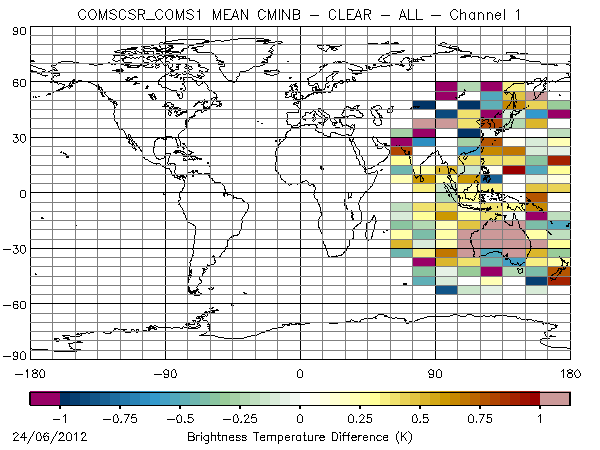 COMSCSR_COMS1 MEAN CMINB - CLEAR - ALL - Channel 1
90
60
30
0
-30
-60
-90
-180 -90 0 90 180
-1 -0.75 -0.5 -0.25 0 0.25 0.5 0.75 1
24/06/2012 Brightness Temperature Difference (K)